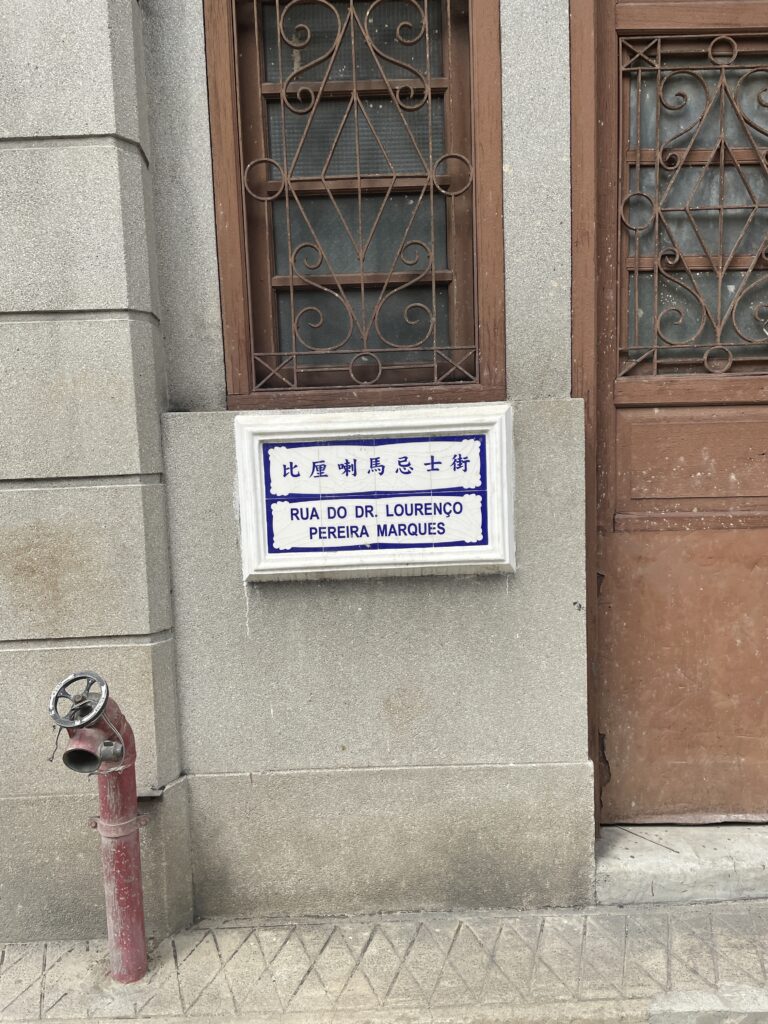 比厘喇馬忌士街
RUA DO DR. LOURENÇO
PEREIRA MARQUES